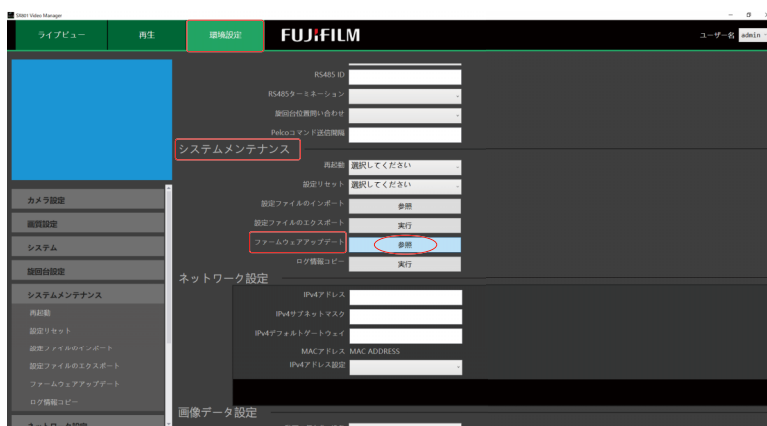 SX801 Video Manager
ライブビュー 再生 環境設定 FUJIFILM ユーザー名 admin
RS485 ID
RS485ターミネーション
旋回台位置問い合わせ
Pelcoコマンド送信間隔
システムメンテナンス
再起動 選択してください
設定リセット 選択してください
設定ファイルのインポート 参照
設定ファイルのエクスポート 実行
ファームウェアアップデート 参照
ログ情報コピー 実行
ネットワーク設定
IPv4アドレス
IPv4サブネットマスク
IPv4デフォルトゲートウェイ
MACアドレス MAC ADDRESS
IPv4アドレス設定
画像データ設定
カメラ設定
画質設定
システム
旋回台設定
システムメンテナンス
再起動
設定リセット
設定ファイルのインポート
設定ファイルのエクスポート
ファームウェアアップデート
ログ情報コピー
ネットワーク設定